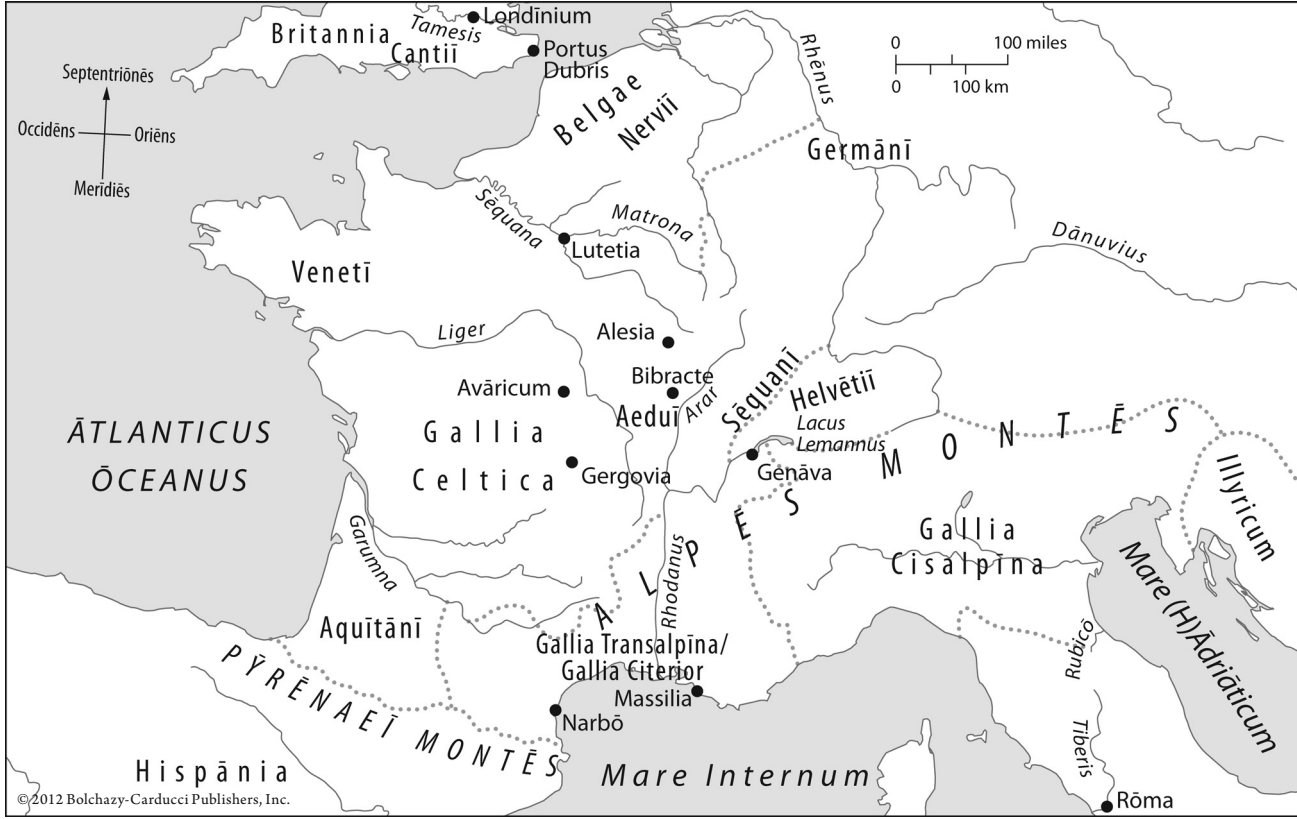 Londīnium
Tamesis
Britannia
Cantiī
Portus
Dubris
Rhēnus
0 100 miles
0 100 km
Septentriōnēs
Occidēns
Oriēns
Merīdiēs
Belgae
Nerviī
Germānī
Sēquana
Matrona
Lutetia
Dānuvius
Venetī
Liger
Alesia
Avāricum
Bibracte
Aeduī
Arar
Sēquanī
Helvētiī
Lacus
Lemannus
Genāva
ĀTLANTICUS
ŌCEANUS
Gallia
Celtica
Gergovia
ALPĒS MONTĒS
Illyricum
Garumna
Rhodanus
Gallia
Cisalpīna
Mare (H)Ādriāticum
Aquītānī
Gallia Transalpīna/
Gallia Citerior
Massilia
Narbō
Rubicō
PȲRĒNAEĪ MONTĒS
Hispānia
Mare Internum
Tiberis
Rōma
© 2012 Bolchazy-Carducci Publishers, Inc.